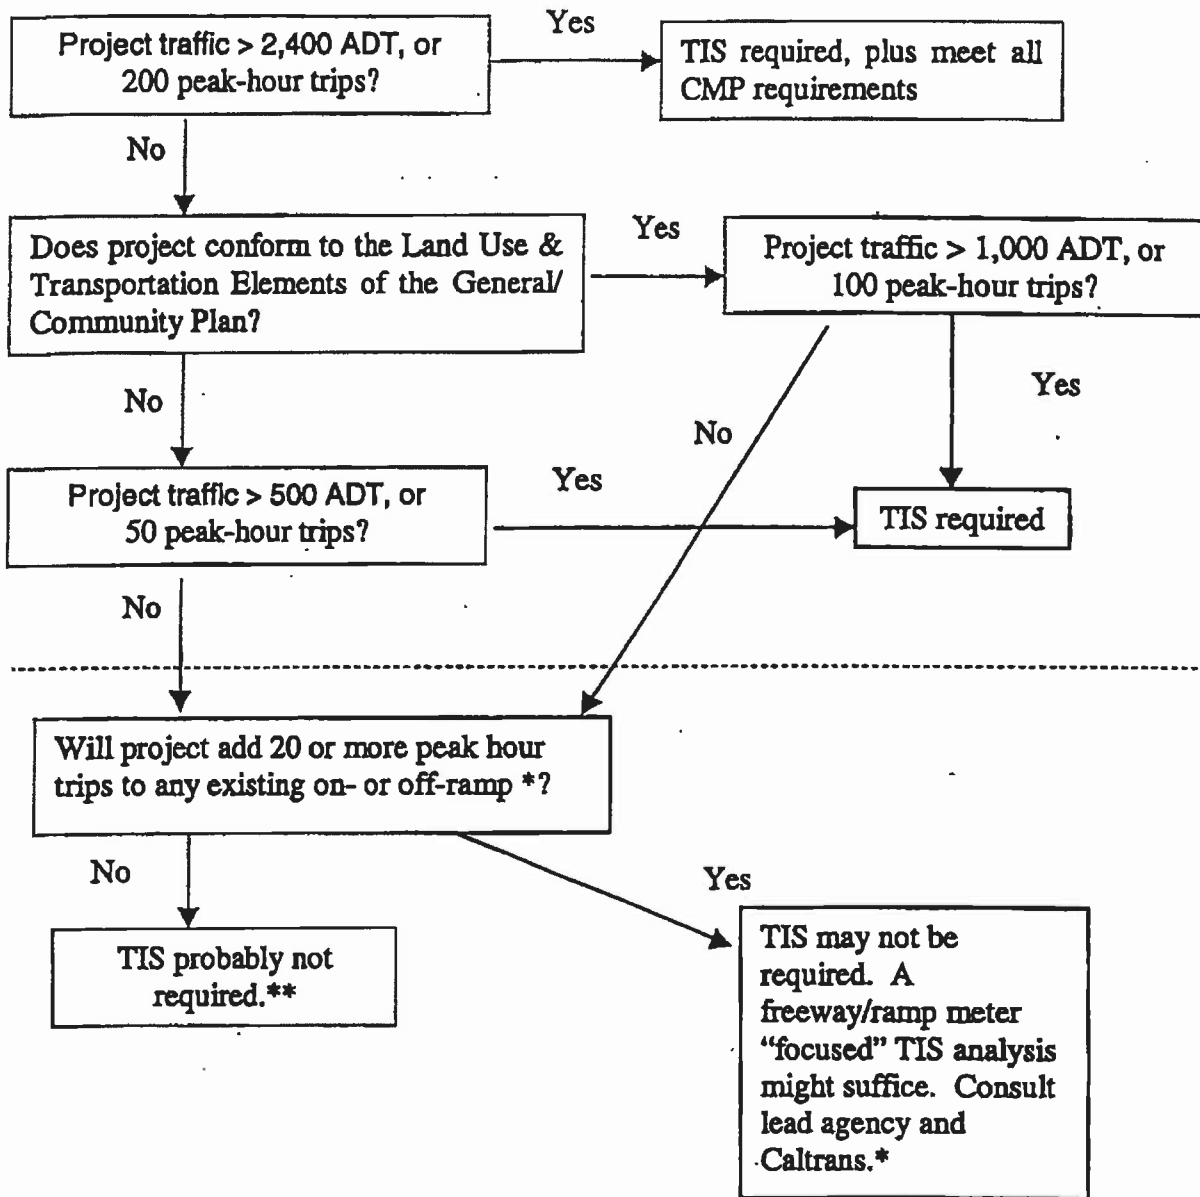 Project traffic > 2,400 ADT, or
200 peak-hour trips?
Yes
TIS required, plus meet all
CMP requirements
No
Does project conform to the Land Use &
Transportation Elements of the General/
Community Plan?
Yes
Project traffic > 1,000 ADT, or
100 peak-hour trips?
No
No
Yes
Project traffic > 500 ADT, or
50 peak-hour trips?
Yes
TIS required
No
Will project add 20 or more peak hour
trips to any existing on- or off-ramp *?
No
Yes
TIS probably not
required.**
TIS may not be
required. A
freeway/ramp meter
“focused” TIS analysis
might suffice. Consult
lead agency and
Caltrans.*